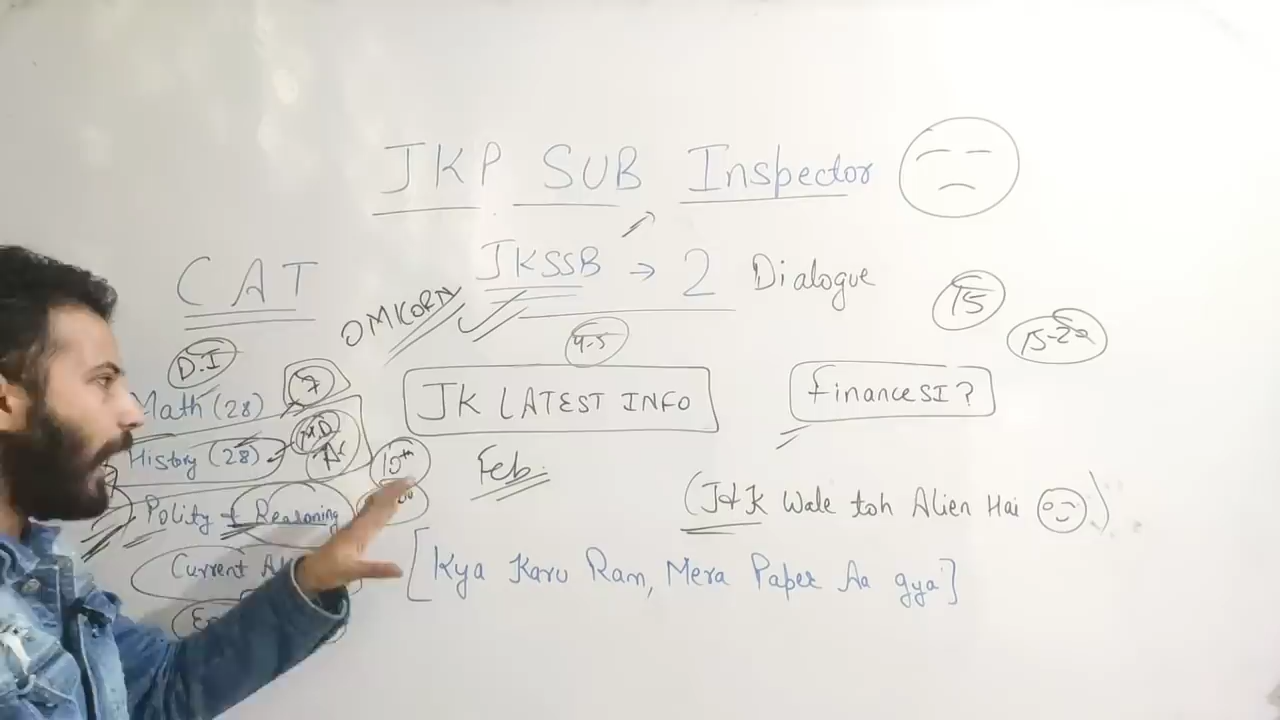 JKP SUB Inspector
JKSSB → 2 Dialogue
CAT
OMKORN
15
4-5
15-20
D.I
JK LATEST INFO
finance SI ?
Math (28)
7
History (28)
10th
Feb.
Polity + Reasoning
(J&K Wale toh Alien Hai
Current
[Kya Karu Ram, Mera Paper Aa gya]